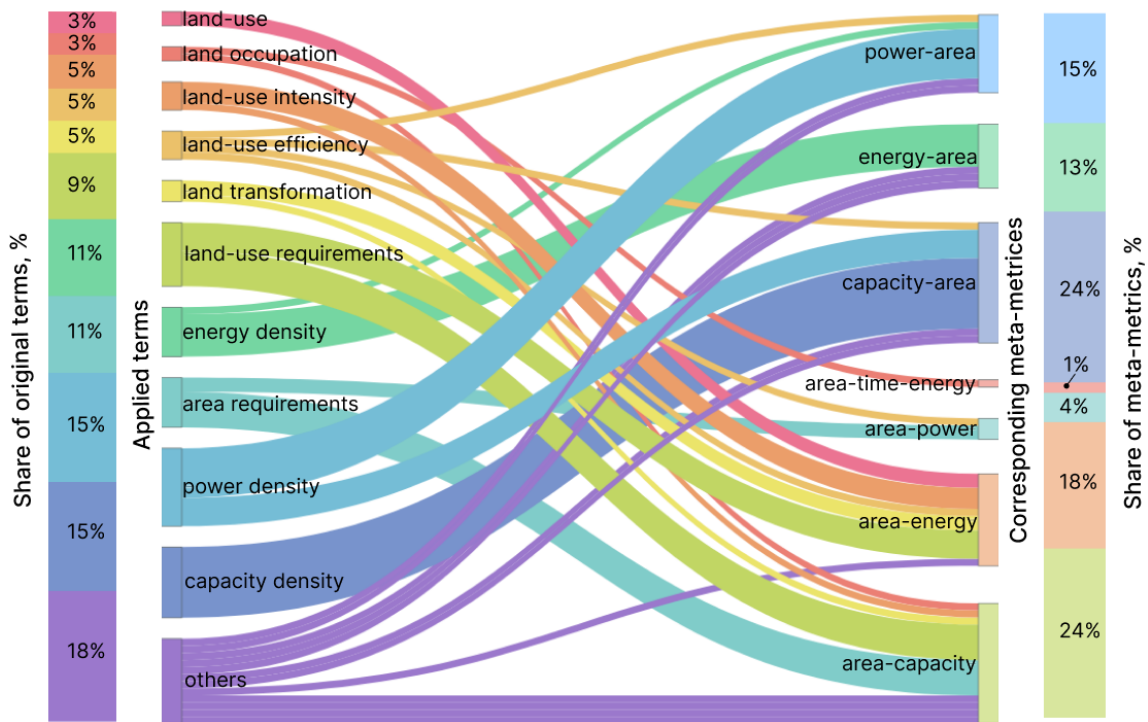 Share of original terms, %
3%
3%
5%
5%
5%
9%
11%
11%
15%
15%
18%
Applied terms
land-use
land occupation
land-use intensity
land-use efficiency
land transformation
land-use requirements
energy density
area requirements
power density
capacity density
others
power-area
energy-area
capacity-area
area-time-energy
area-power
area-energy
area-capacity
Corresponding meta-metrices
15%
13%
24%
1%
4%
18%
24%
Share of meta-metrics, %